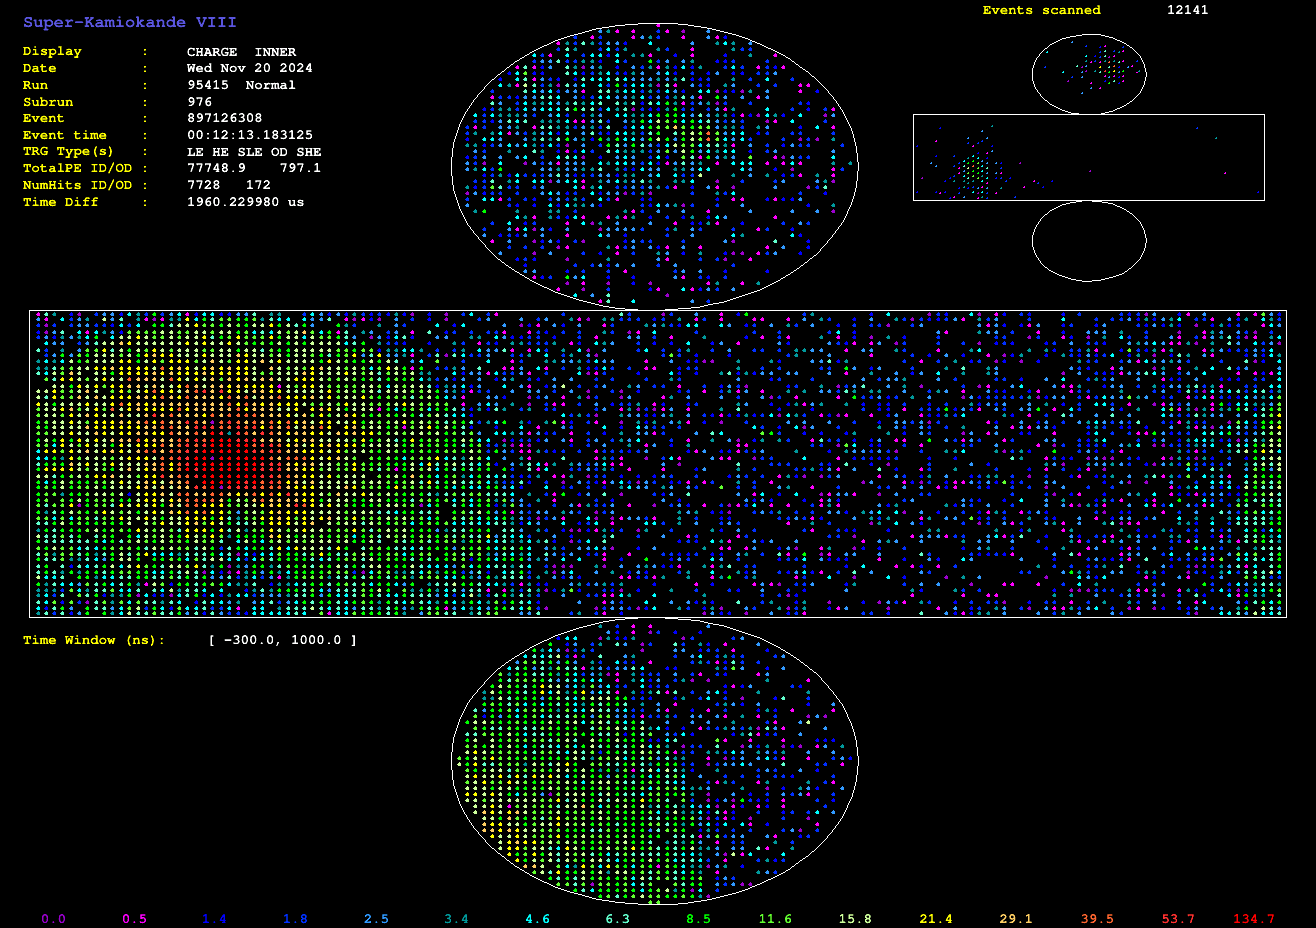 Super-Kamiokande VIII
Display : CHARGE INNER
Date : Wed Nov 20 2024
Run : 95415 Normal
Subrun : 976
Event : 897126308
Event time : 00:12:13.183125
TRG Type(s) : LE HE SLE OD SHE
TotalPE ID/OD : 77748.9 797.1
NumHits ID/OD : 7728 172
Time Diff : 1960.229980 us
Events scanned 12141
Time Window (ns): [ -300.0, 1000.0 ]
0.0 0.5 1.4 1.8 2.5 3.4 4.6 6.3 8.5 11.6 15.8 21.4 29.1 39.5 53.7 134.7